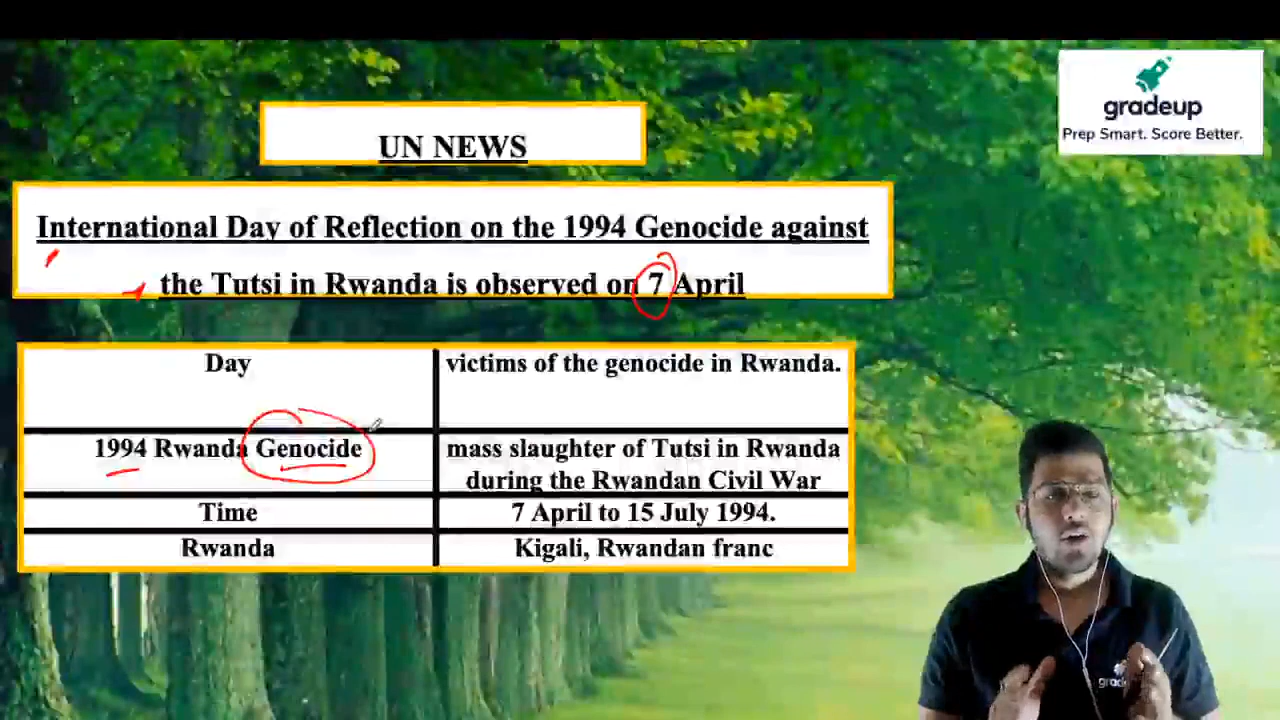 gradeup
Prep Smart. Score Better.
UN NEWS
International Day of Reflection on the 1994 Genocide against
the Tutsi in Rwanda is observed on 7 April
Day
victims of the genocide in Rwanda.
1994 Rwanda Genocide
mass slaughter of Tutsi in Rwanda
during the Rwandan Civil War
Time
7 April to 15 July 1994.
Rwanda
Kigali, Rwandan franc